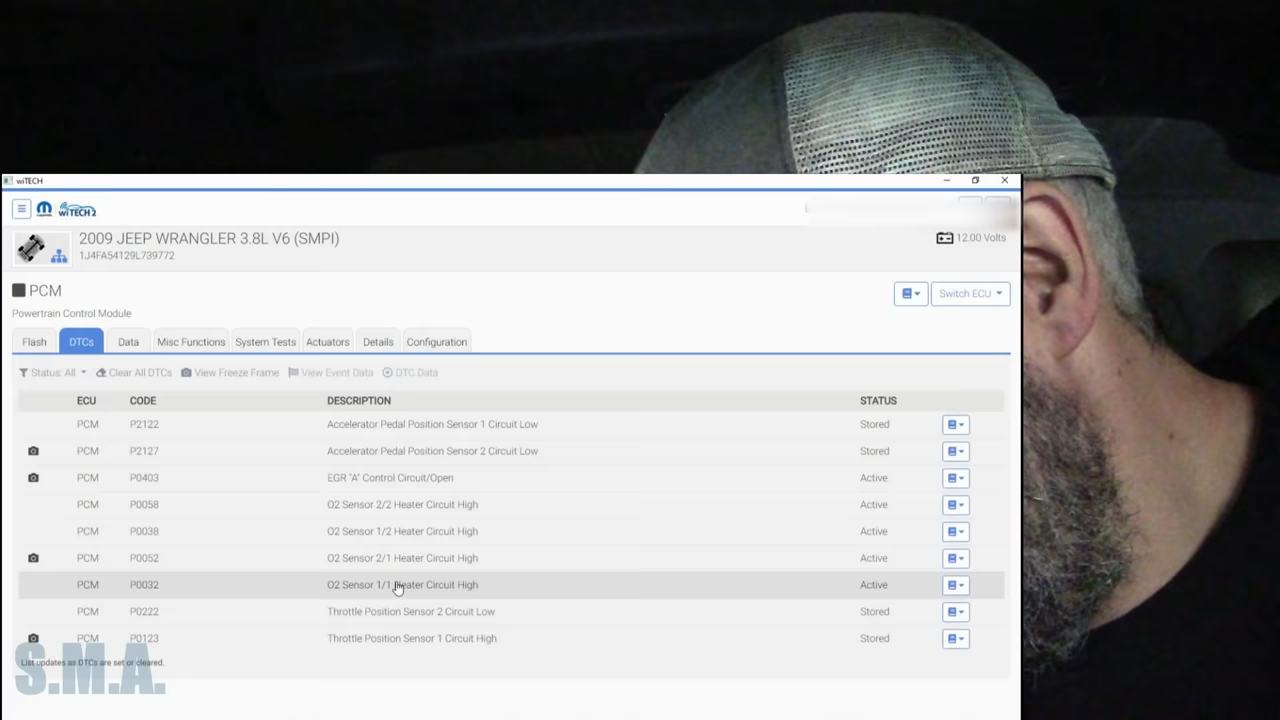 wiTECH
wiTECH 2
2009 JEEP WRANGLER 3.8L V6 (SMPI)
1J4FA54129L739772
12.00 Volts
PCM
Switch ECU
Powertrain Control Module
Flash DTCs Data Misc Functions System Tests Actuators Details Configuration
Status: All Clear All DTCs View Freeze Frame View Event Data DTC Data
ECU CODE DESCRIPTION STATUS
PCM P2122 Accelerator Pedal Position Sensor 1 Circuit Low Stored
PCM P2127 Accelerator Pedal Position Sensor 2 Circuit Low Stored
PCM P0403 EGR "A" Control Circuit/Open Active
PCM P0058 O2 Sensor 2/2 Heater Circuit High Active
PCM P0038 O2 Sensor 1/2 Heater Circuit High Active
PCM P0052 O2 Sensor 2/1 Heater Circuit High Active
PCM P0032 O2 Sensor 1/1 Heater Circuit High Active
PCM P0222 Throttle Position Sensor 2 Circuit Low Stored
PCM P0123 Throttle Position Sensor 1 Circuit High Stored
List updates as DTCs are set or cleared.
S.M.A.